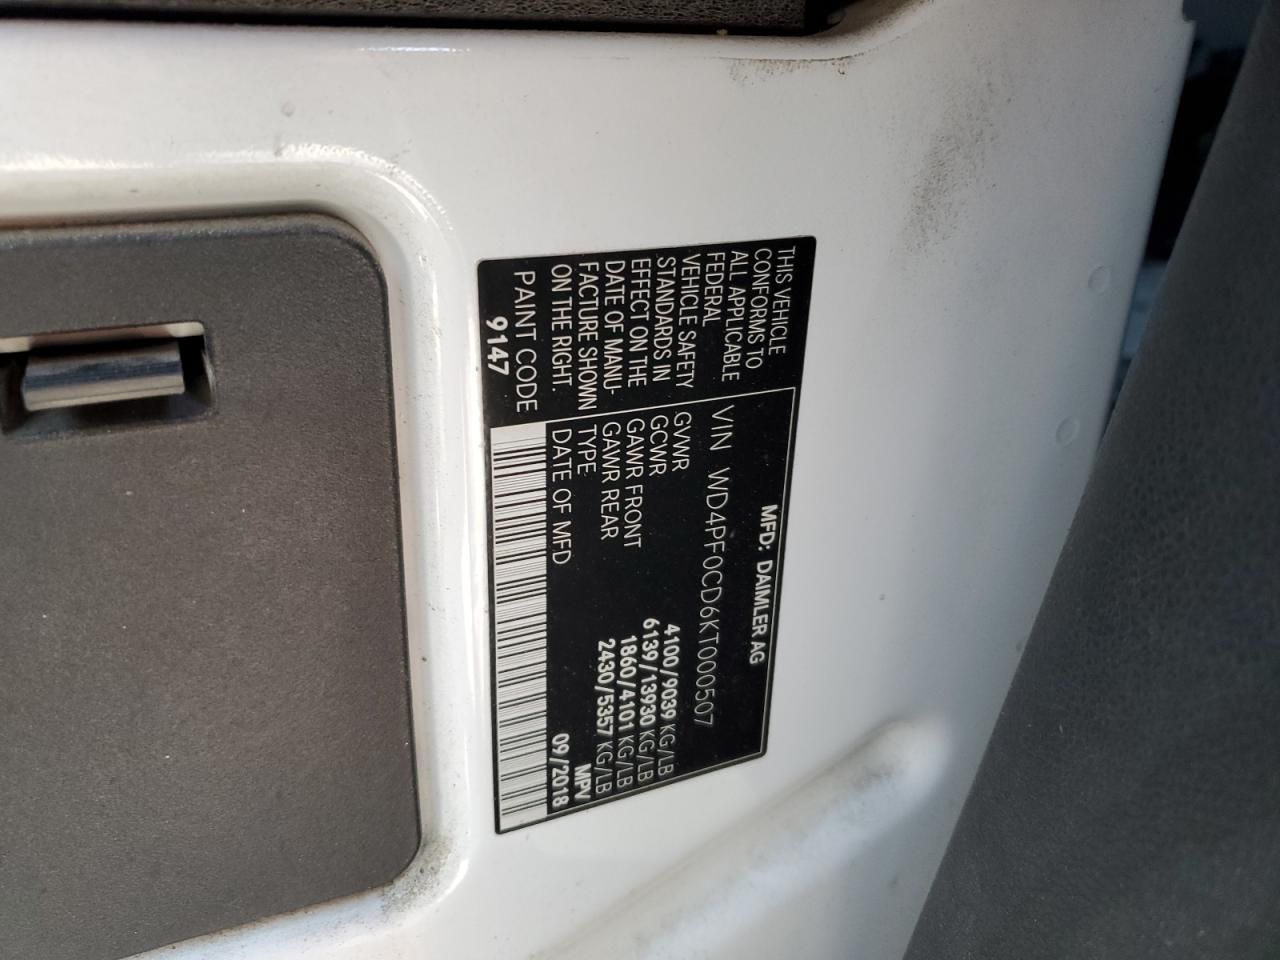 MFD: DAIMLER AG
THIS VEHICLE
CONFORMS TO
ALL APPLICABLE
FEDERAL
VEHICLE SAFETY
STANDARDS IN
EFFECT ON THE
DATE OF MANU-
FACTURE SHOWN
ON THE RIGHT.
PAINT CODE
9147
VIN WD4PF0CD6KT000507
GVWR 4100/9039 KG/LB
GCWR 6139/13930 KG/LB
GAWR FRONT 1860/4101 KG/LB
GAWR REAR 2430/5357 KG/LB
TYPE MPV
DATE OF MFD 09/2018